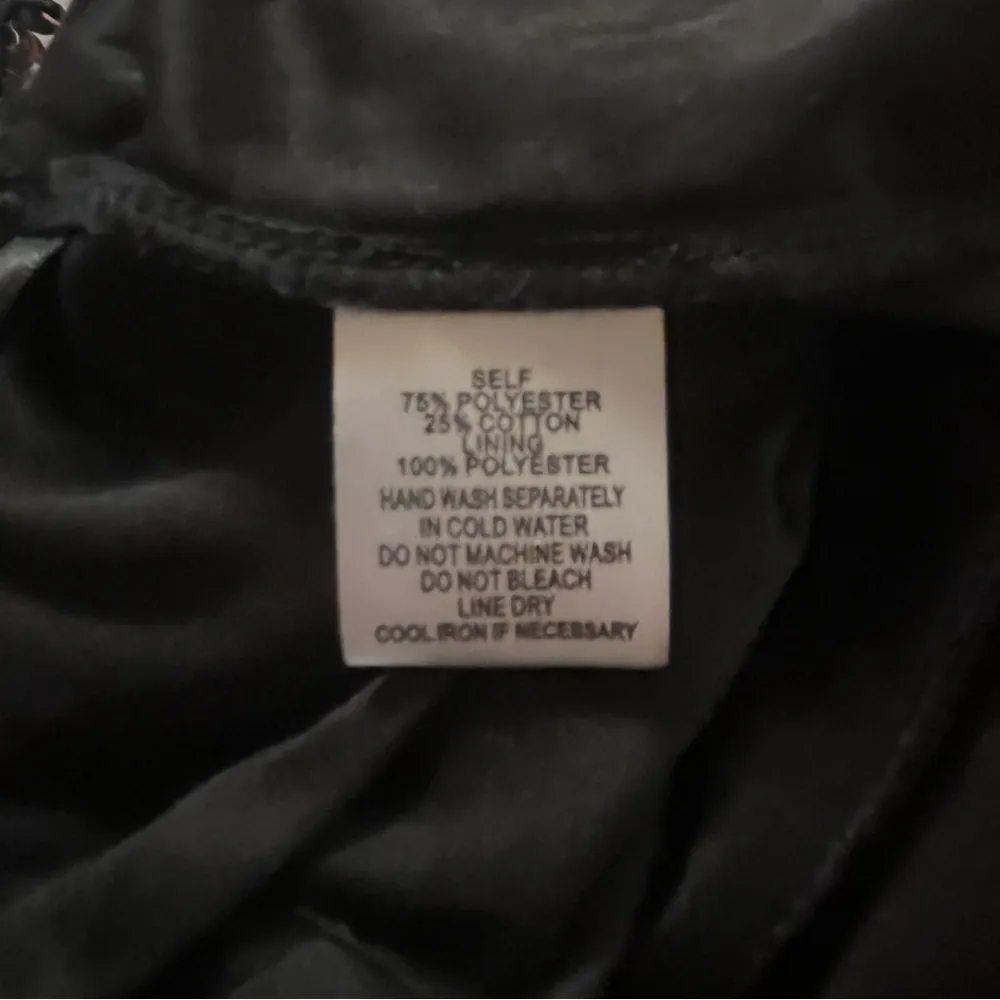 SELF
75% POLYESTER
25% COTTON
LINING
100% POLYESTER
HAND WASH SEPARATELY
IN COLD WATER
DO NOT MACHINE WASH
DO NOT BLEACH
LINE DRY
COOL IRON IF NECESSARY